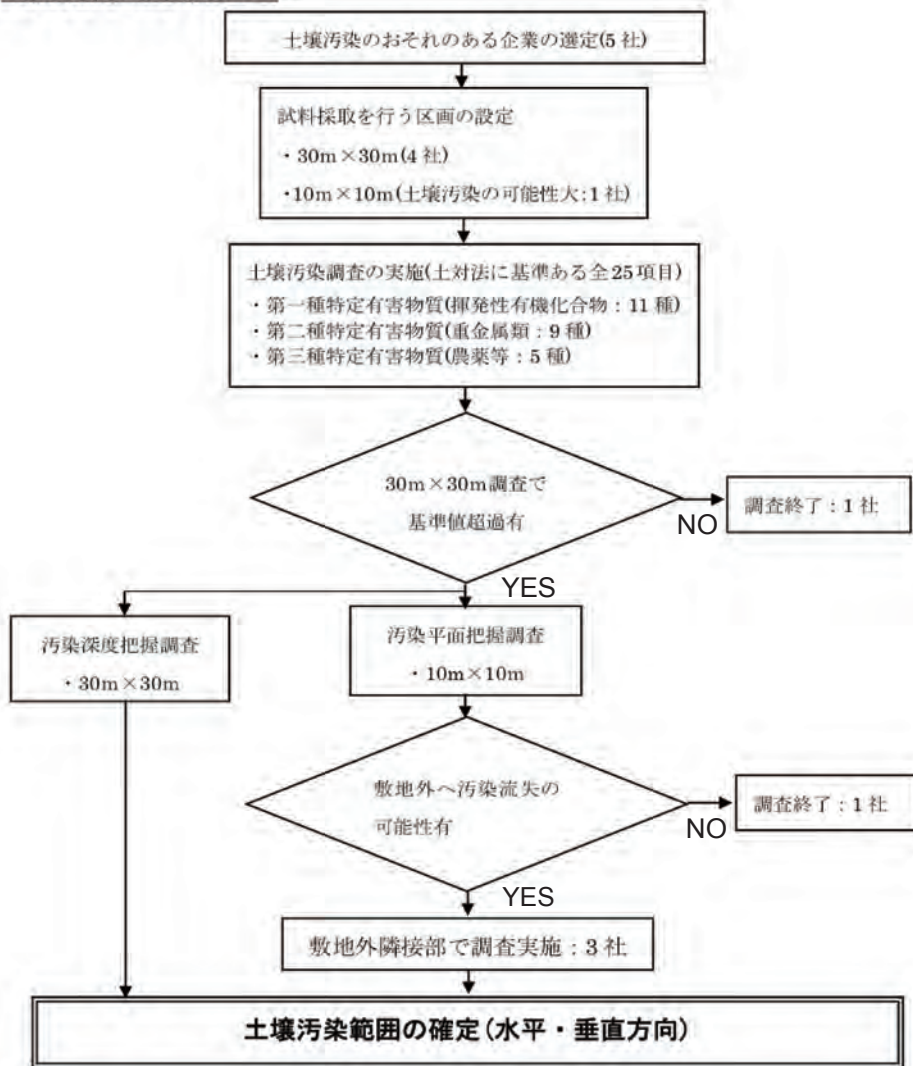 土壌汚染のおそれのある企業の選定(5社)
試料採取を行う区画の設定
・30m×30m(4社)
・10m×10m(土壌汚染の可能性大:1社)
土壌汚染調査の実施(土対法に基準ある全25項目)
・第一種特定有害物質(揮発性有機化合物:11種)
・第二種特定有害物質(重金属類:9種)
・第三種特定有害物質(農薬等:5種)
30m×30m調査で
基準値超過有
NO
調査終了:1社
YES
汚染深度把握調査
・30m×30m
汚染平面把握調査
・10m×10m
敷地外へ汚染流失の
可能性有
NO
調査終了:1社
YES
敷地外隣接部で調査実施:3社
土壌汚染範囲の確定(水平・垂直方向)